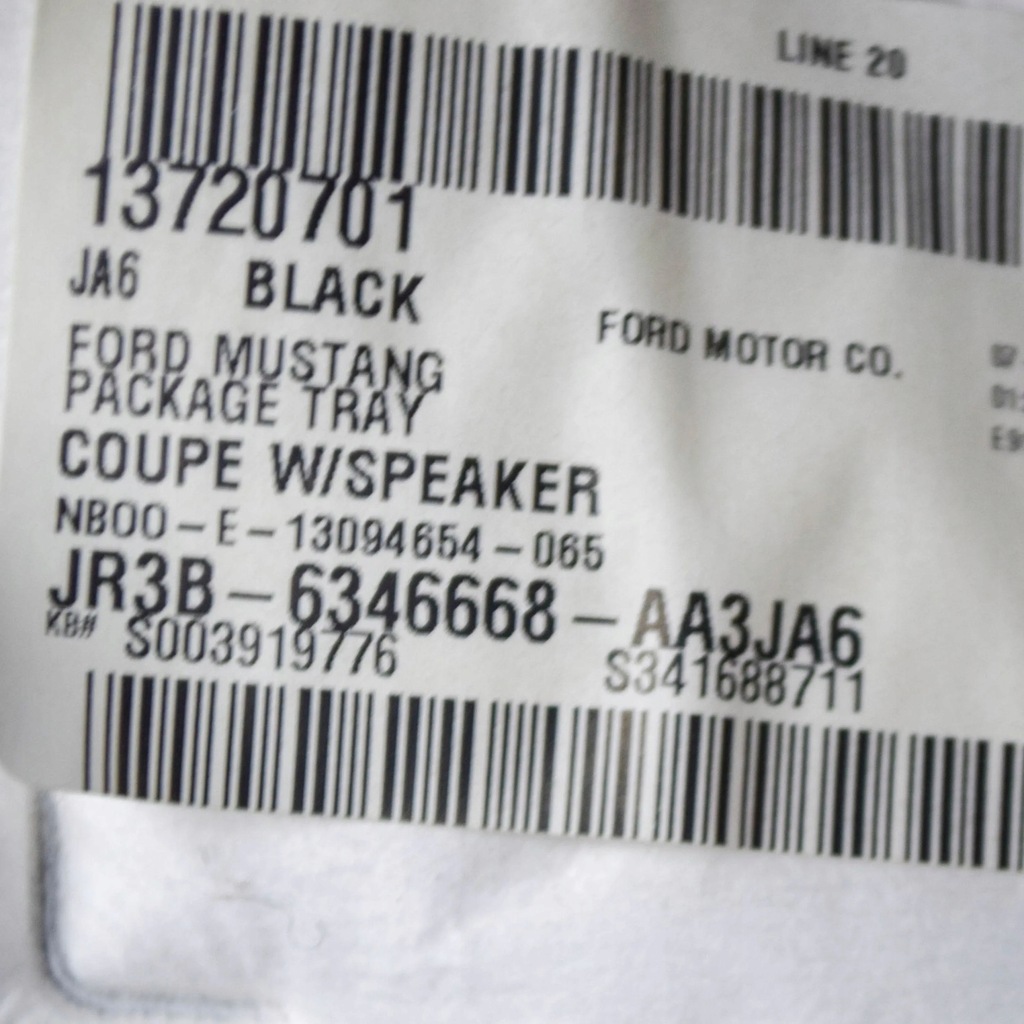 LINE 20
13720701
JA6 BLACK
FORD MOTOR CO.
FORD MUSTANG
PACKAGE TRAY
COUPE W/SPEAKER
NB00-E-13094654-065
JR3B-6346668-AA3JA6
KB# S003919776 S341688711